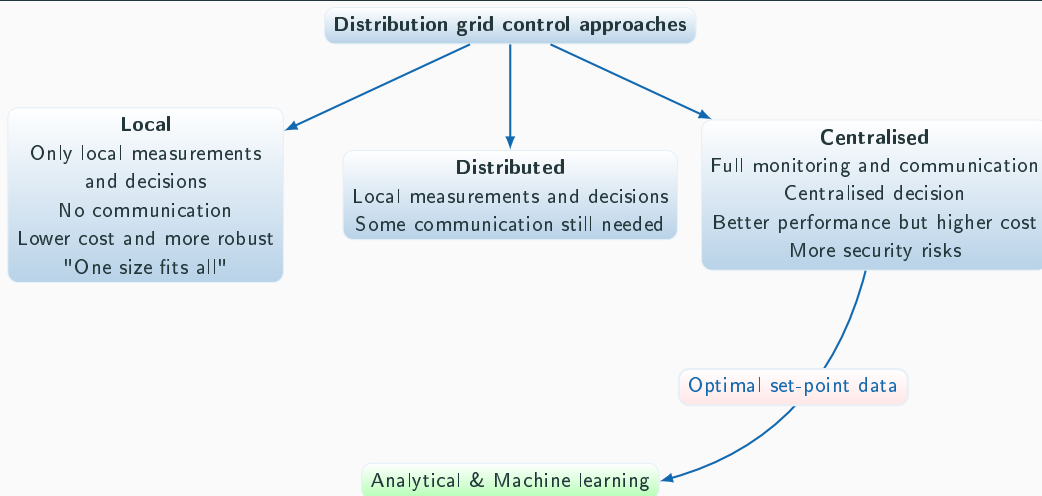 Distribution grid control approaches
Local
Only local measurements
and decisions
No communication
Lower cost and more robust
"One size fits all"
Distributed
Local measurements and decisions
Some communication still needed
Centralised
Full monitoring and communication
Centralised decision
Better performance but higher cost
More security risks
Optimal set-point data
Analytical & Machine learning